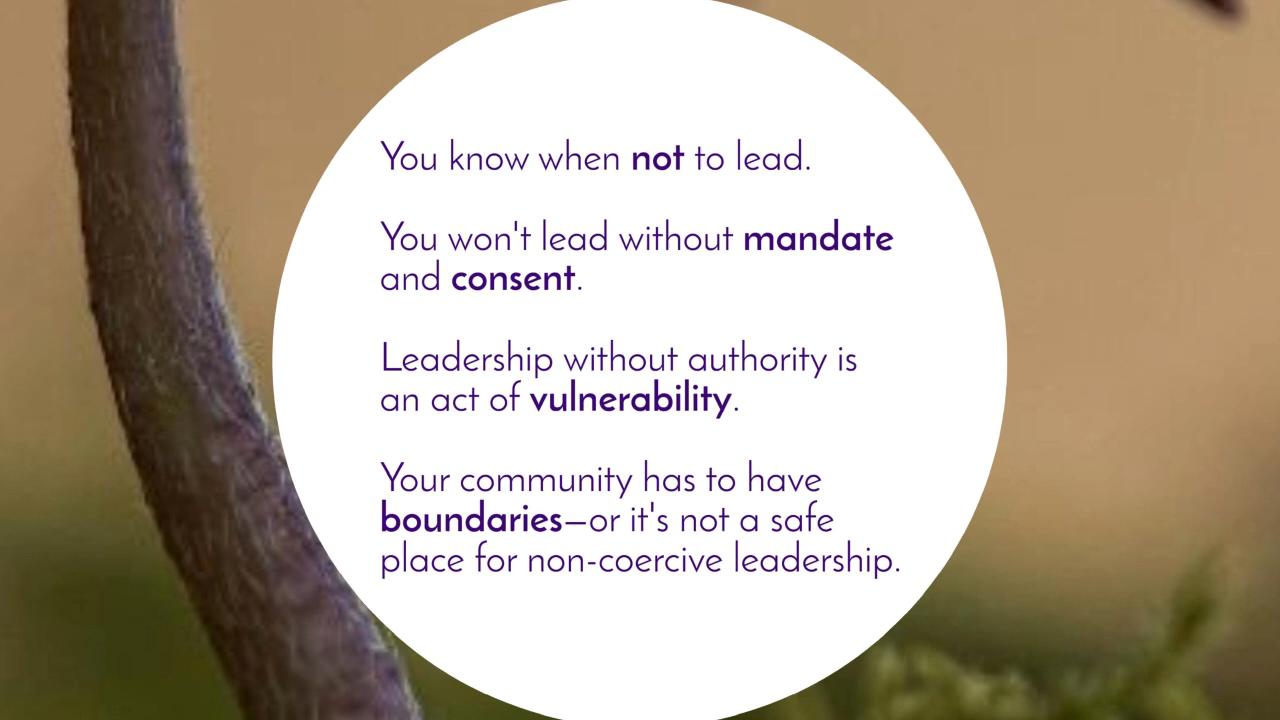 You know when not to lead.
You won't lead without mandate
and consent.
Leadership without authority is
an act of vulnerability.
Your community has to have
boundaries—or it's not a safe
place for non-coercive leadership.